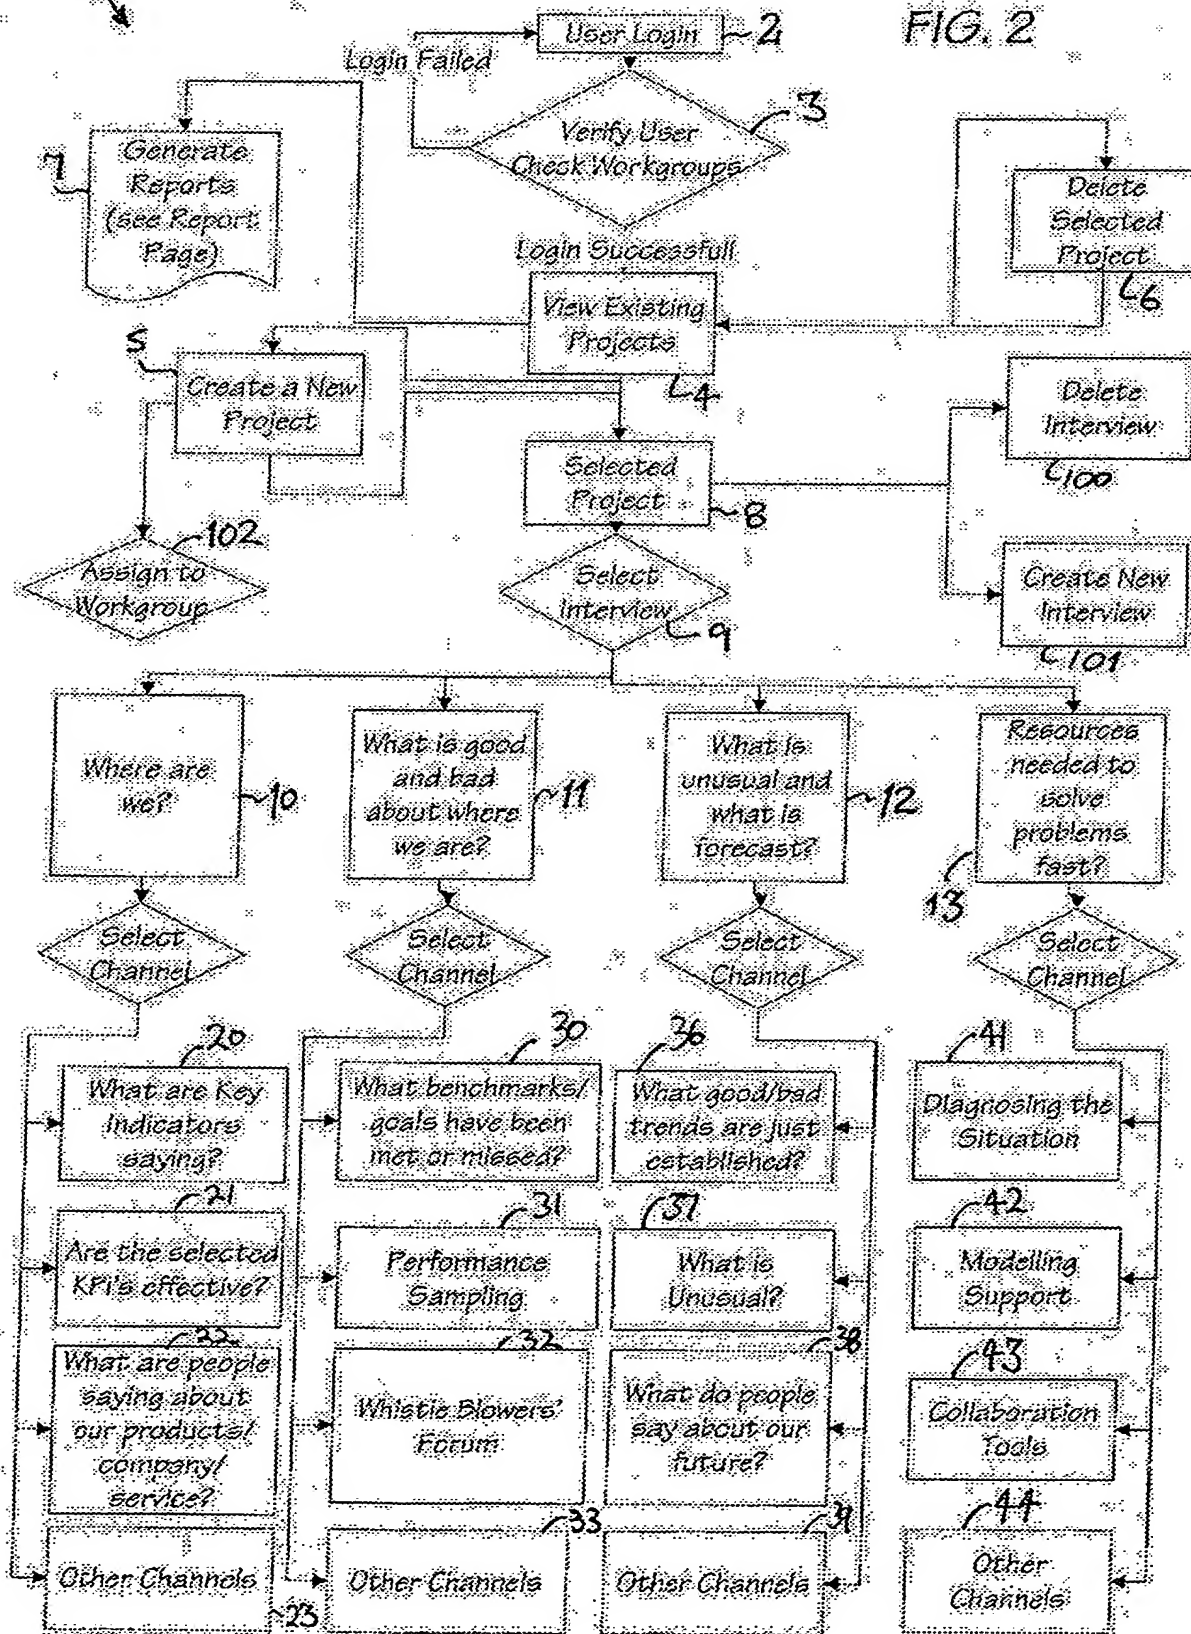 FIG. 2
User Login
2
Login Failed
3
Verify User
Check Workgroups
7
Generate
Reports
(see Report
Page)
Delete
Selected
Project
6
Login Successfull
View Existing
Projects
4
5
Create a New
Project
Delete
Interview
100
Selected
Project
8
102
Assign to
Workgroup
Select
Interview
9
Create New
Interview
101
Where are
we?
10
What is good
and bad
about where
we are?
11
What is
unusual and
what is
forecast?
12
Resources
needed to
solve
problems
fast?
13
Select
Channel
Select
Channel
Select
Channel
Select
Channel
20
What are Key
Indicators
saying?
21
Are the selected
KPI's effective?
22
What are people
saying about
our products/
company/
service?
Other Channels
23
30
What benchmarks/
goals have been
met or missed?
31
Performance
Sampling
32
Whistle Blowers'
Forum
33
Other Channels
36
What good/bad
trends are just
established?
37
What is
Unusual?
38
What do people
say about our
future?
39
Other Channels
41
Diagnosing the
Situation
42
Modelling
Support
43
Collaboration
Tools
44
Other
Channels